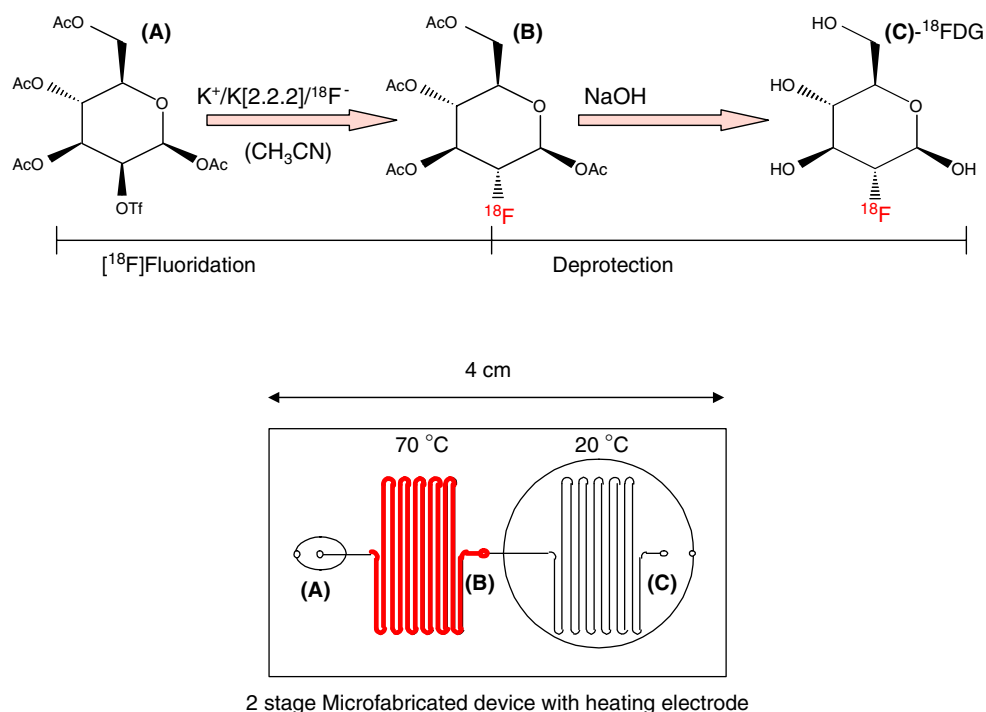 AcO (A)
AcO
O
AcO
OAc
OTf
K⁺/K[2.2.2]/¹⁸F⁻
(CH₃CN)
AcO (B)
AcO
O
AcO
OAc
¹⁸F
NaOH
HO (C)-¹⁸FDG
HO
O
HO
OH
¹⁸F
[¹⁸F]Fluoridation
Deprotection
4 cm
70 °C
20 °C
(A)
(B)
(C)
2 stage Microfabricated device with heating electrode